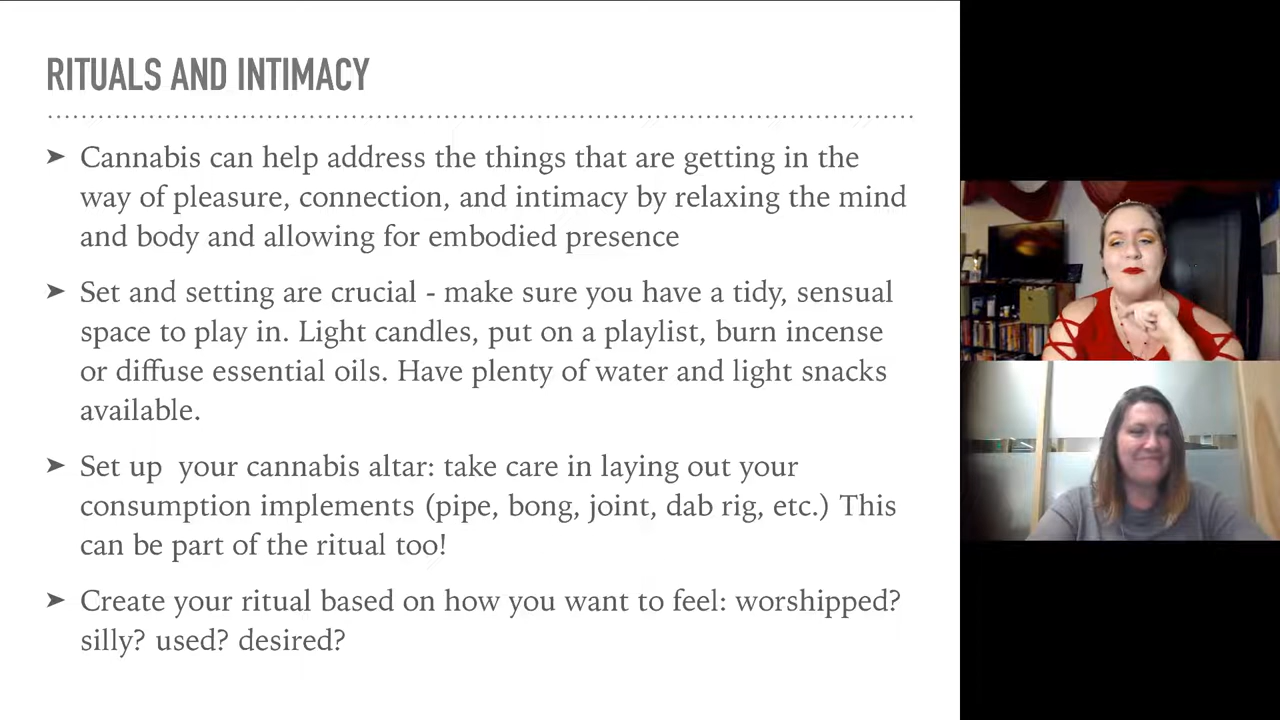 RITUALS AND INTIMACY
➤ Cannabis can help address the things that are getting in the
way of pleasure, connection, and intimacy by relaxing the mind
and body and allowing for embodied presence
➤ Set and setting are crucial - make sure you have a tidy, sensual
space to play in. Light candles, put on a playlist, burn incense
or diffuse essential oils. Have plenty of water and light snacks
available.
➤ Set up  your cannabis altar: take care in laying out your
consumption implements (pipe, bong, joint, dab rig, etc.) This
can be part of the ritual too!
➤ Create your ritual based on how you want to feel: worshipped?
silly? used? desired?